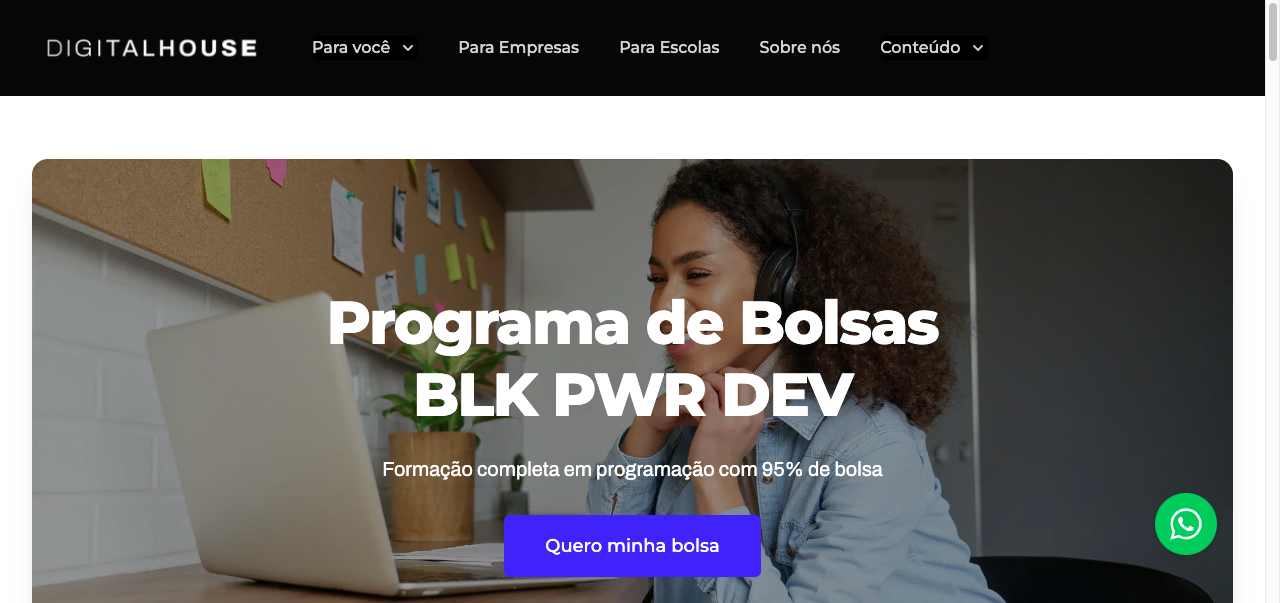 DIGITALHOUSE
Para você
Para Empresas
Para Escolas
Sobre nós
Conteúdo
Programa de Bolsas
BLK PWR DEV
Formação completa em programação com 95% de bolsa
Quero minha bolsa